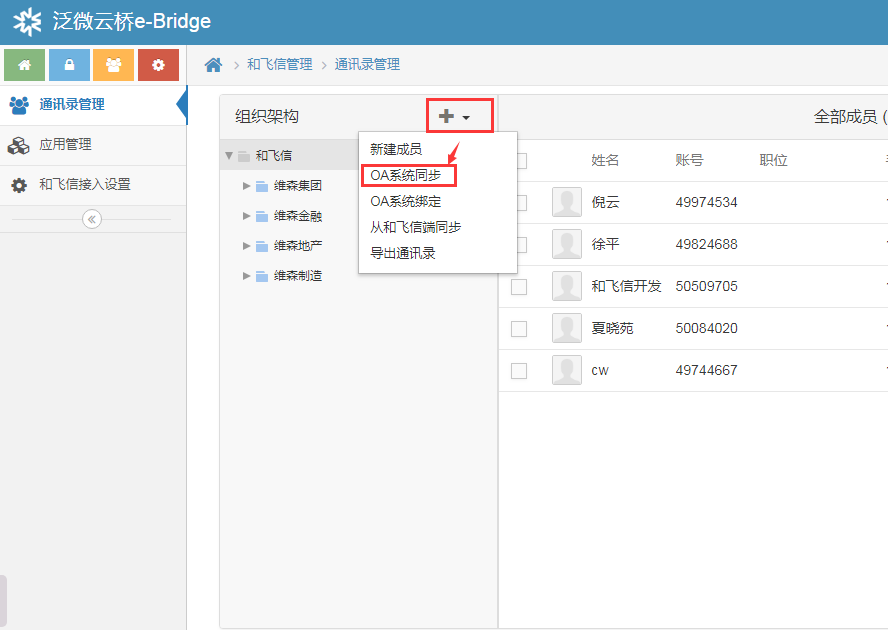 泛微云桥e-Bridge
和飞信管理 通讯录管理
通讯录管理
应用管理
和飞信接入设置
组织架构
和飞信
维森集团
维森金融
维森地产
维森制造
新建成员
OA系统同步
OA系统绑定
从和飞信端同步
导出通讯录
全部成员 (
姓名 账号 职位
倪云 49974534
徐平 49824688
和飞信开发 50509705
夏晓苑 50084020
cw 49744667